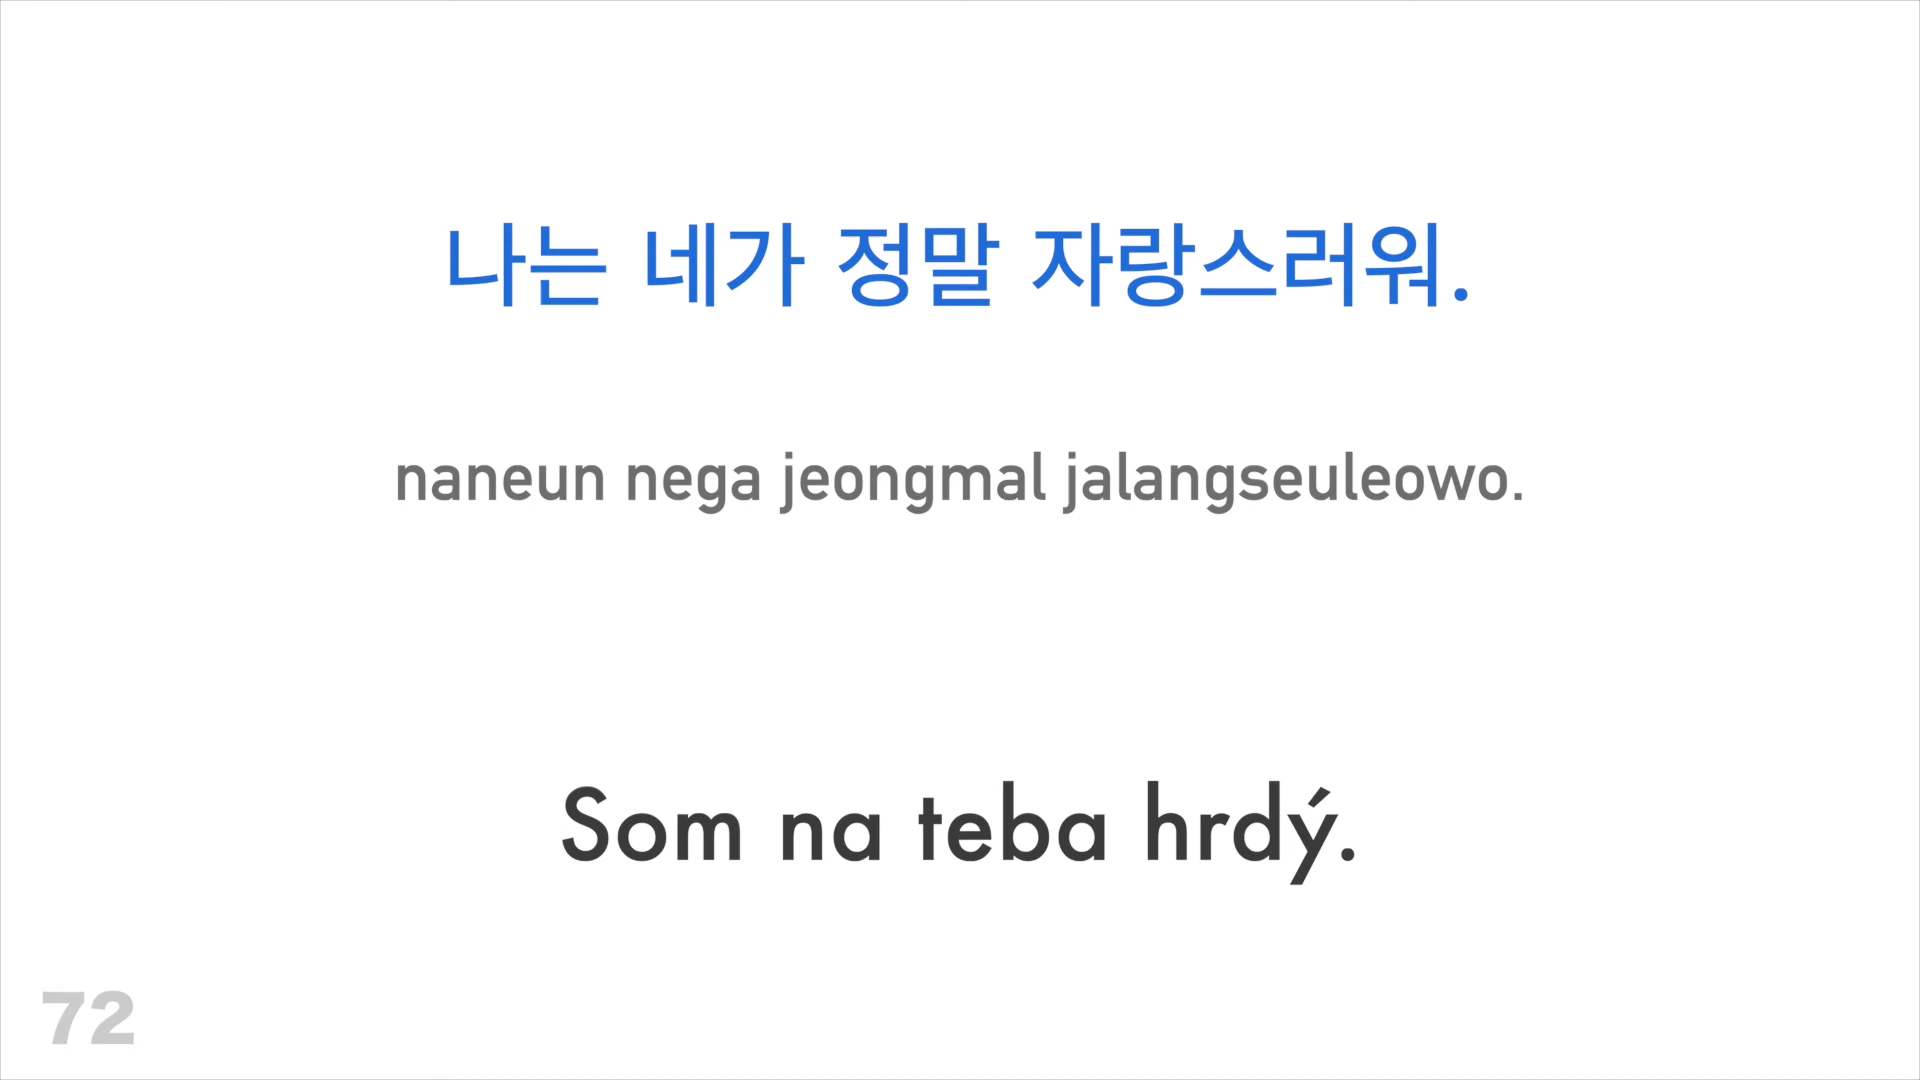 나는 네가 정말 자랑스러워.
naneun nega jeongmal jalangseuleowo.
Som na teba hrdý.
72